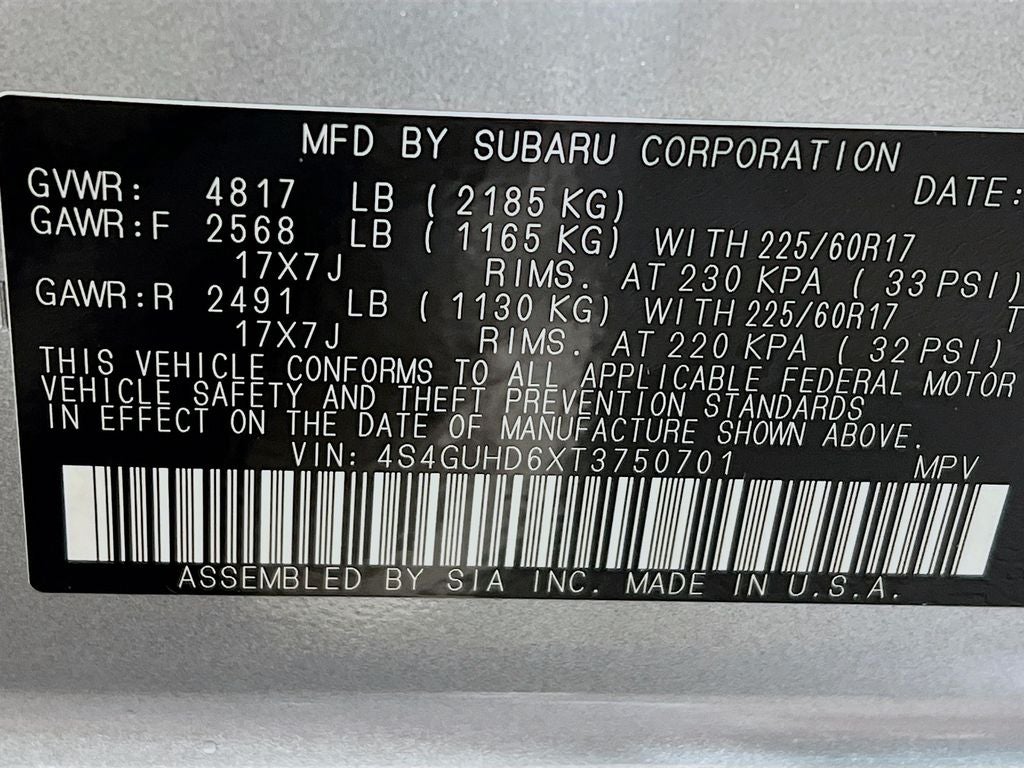 MFD BY SUBARU CORPORATION
GVWR: 4817 LB ( 2185 KG) DATE:
GAWR:F 2568 LB ( 1165 KG) WITH 225/60R17
17X7J RIMS. AT 230 KPA ( 33 PSI)
GAWR:R 2491 LB ( 1130 KG) WITH 225/60R17 T
17X7J RIMS. AT 220 KPA ( 32 PSI)
THIS VEHICLE CONFORMS TO ALL APPLICABLE FEDERAL MOTOR
VEHICLE SAFETY AND THEFT PREVENTION STANDARDS
IN EFFECT ON THE DATE OF MANUFACTURE SHOWN ABOVE.
VIN: 4S4GUHD6XT3750701 MPV
ASSEMBLED BY SIA INC. MADE IN U.S.A.